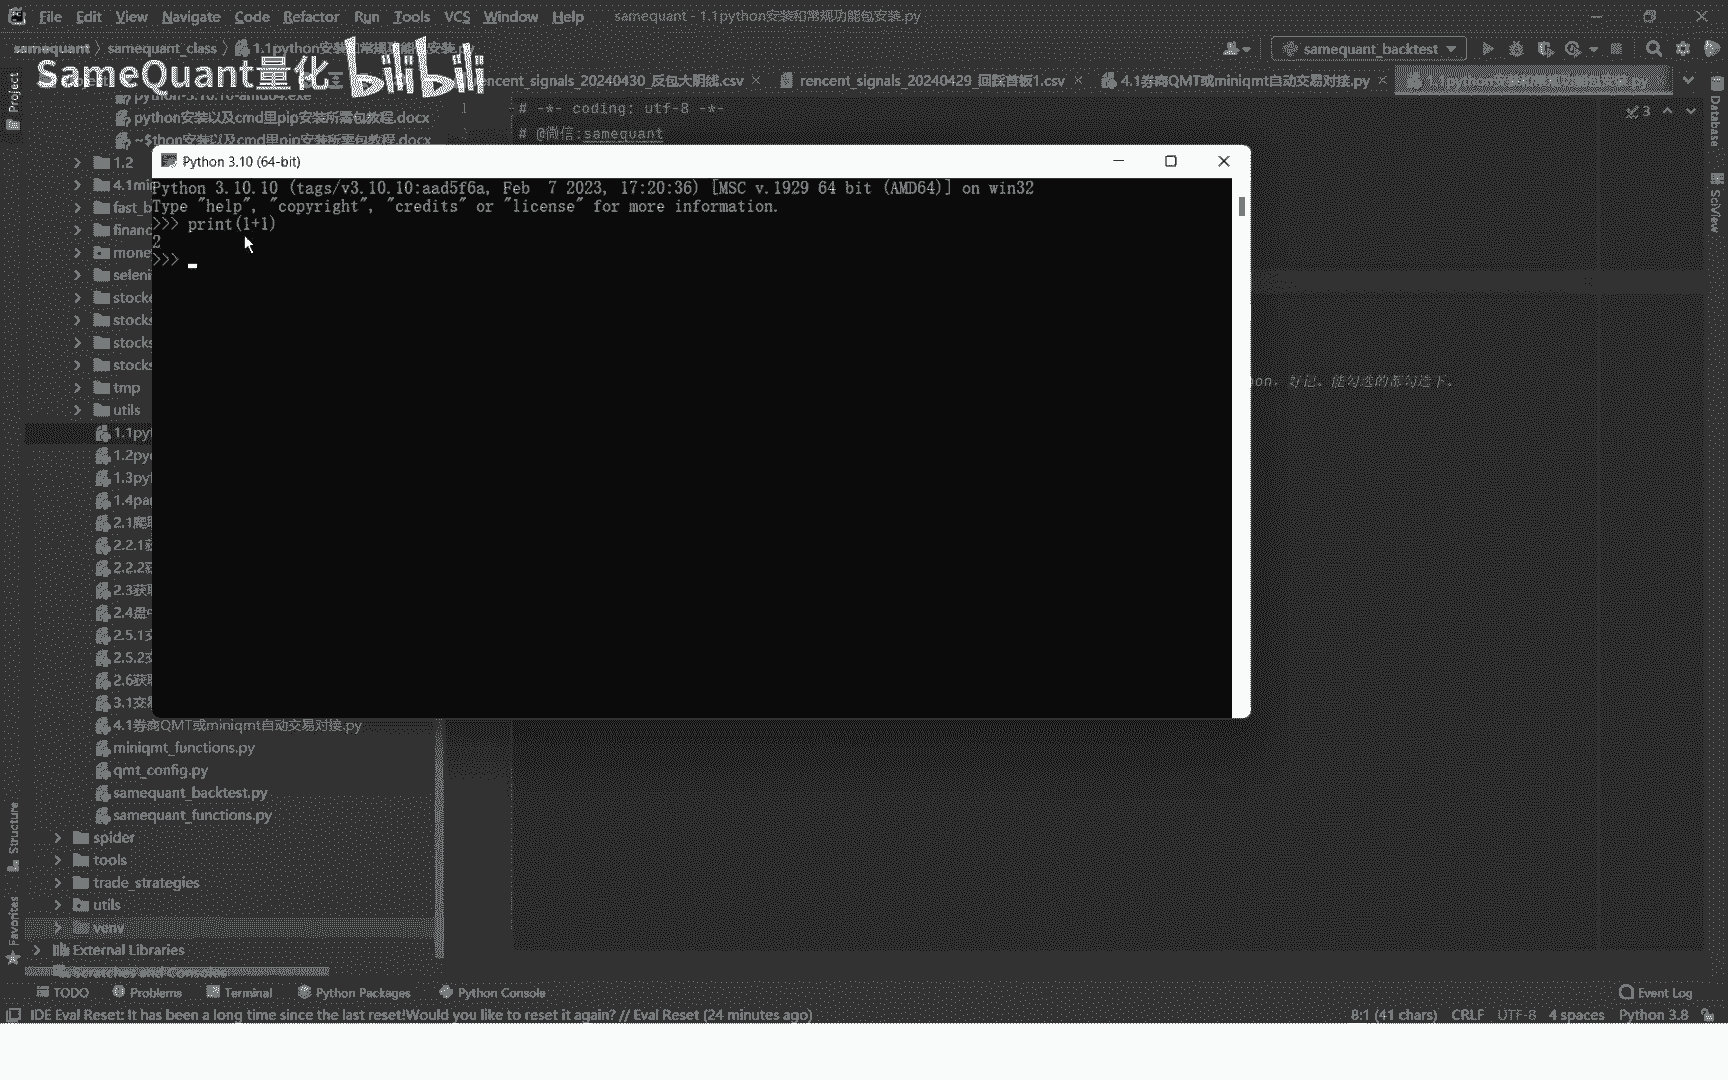 File Edit View Navigate Code Refactor Run Tools VCS Window Help samequant - 1.1python安装和常规功能包安装.py
samequant samequant_class 1.1python安装和常规功能包安装.py samequant_backtest
SameQuant量化 bilibili
rencent_signals_20240430_反包大阴线.csv rencent_signals_20240429_回踩首板1.csv 4.1券商QMT或miniqmt自动交易对接.py 1.1python安装和常规功能包安装.py
Project
Database
SciView
python-3.10.10-amd64.exe
1 # -*- coding: utf-8 -*-
3
python安装以及cmd里pip安装所需包教程.docx
2 # @微信:samequant
~$thon安装以及cmd里pip安装所需包教程.docx
Python 3.10 (64-bit)
Python 3.10.10 (tags/v3.10.10:aad5f6a, Feb 7 2023, 17:20:36) [MSC v.1929 64 bit (AMD64)] on win32
Type "help", "copyright", "credits" or "license" for more information.
>>> print(1+1)
2
>>>
1.2
4.1mi
fast_b
financ
mone
seleni
stocke
stocks
stocks
stocks
tmp
hon，好记。能勾选的都勾选下。
utils
1.1py
1.2pyc
1.3pyt
1.4par
2.1爬取
2.2.1获
2.2.2获
2.3获取
2.4盘中
2.5.1交
2.5.2交
2.6获取
3.1交易
4.1券商QMT或miniqmt自动交易对接.py
miniqmt_functions.py
qmt_config.py
samequant_backtest.py
samequant_functions.py
spider
tools
trade_strategies
utils
venv
External Libraries
Scratches and Consoles
Structure
Favorites
TODO Problems Terminal Python Packages Python Console Event Log
IDE Eval Reset: It has been a long time since the last reset!Would you like to reset it again? // Eval Reset (24 minutes ago) 8:1 (41 chars) CRLF UTF-8 4 spaces Python 3.8